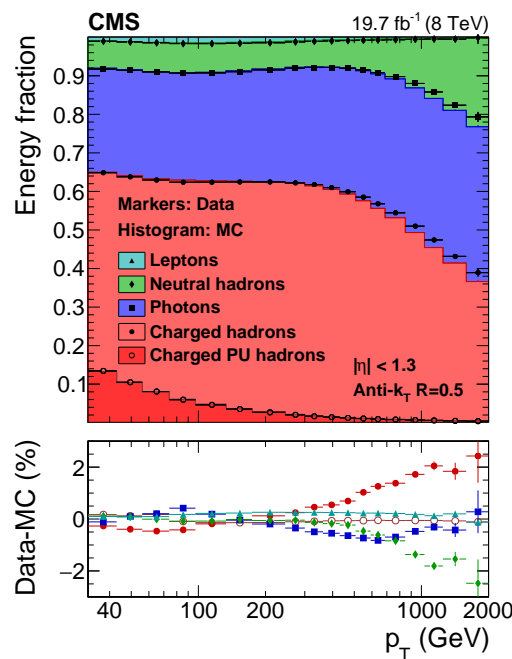 CMS 19.7 fb⁻¹ (8 TeV)
Energy fraction
0.9
0.8
0.7
0.6
0.5
0.4
0.3
0.2
0.1
Markers: Data
Histogram: MC
Leptons
Neutral hadrons
Photons
Charged hadrons
Charged PU hadrons
|η| < 1.3
Anti-k_T R=0.5
Data-MC (%)
2
0
−2
40 100 200 1000 2000
p_T (GeV)